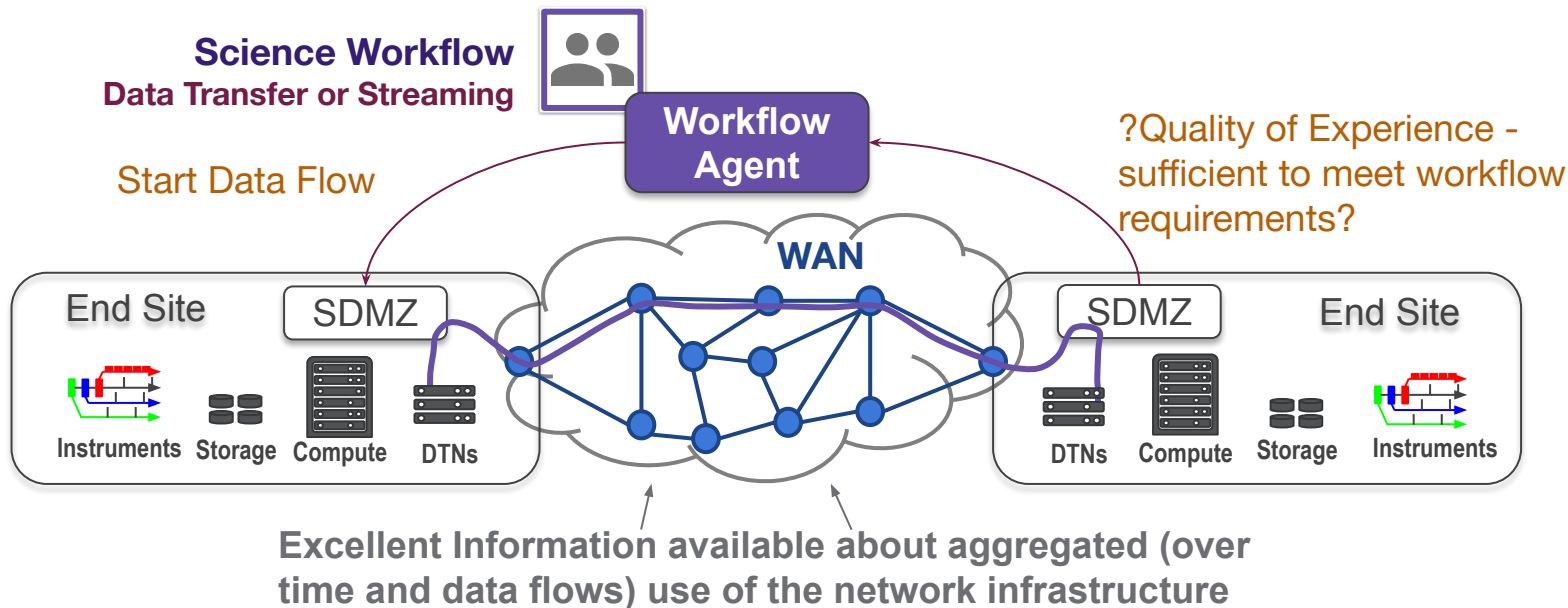 Science Workflow
Data Transfer or Streaming
Workflow
Agent
?Quality of Experience -
sufficient to meet workflow
requirements?
Start Data Flow
WAN
End Site
SDMZ
SDMZ
End Site
Instruments
Storage
Compute
DTNs
DTNs
Compute
Storage
Instruments
Excellent Information available about aggregated (over
time and data flows) use of the network infrastructure